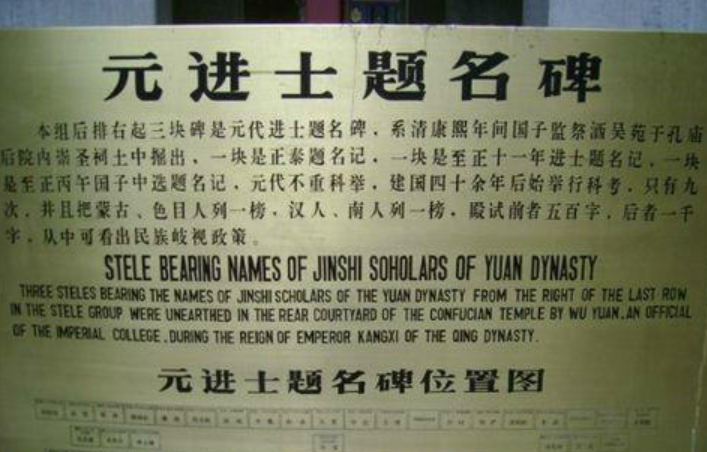 元进士题名碑
本组后排右起三块碑是元代进士题名碑，系清康熙年间国子监祭酒吴苑于孔庙
后院内崇圣祠土中掘出，一块是正泰题名记，一块是至正十一年进士题名记，一块
是至正丙午国子中选题名记，元代不重科举，建国四十余年后始举行科考，只有九
次，并且把蒙古、色目人列一榜，汉人、南人列一榜，殿试前者五百字，后者一千
字，从中可看出民族歧视政策。
STELE BEARING NAMES OF JINSHI SOHOLARS OF YUAN DYNASTY
THREE STELES BEARING THE NAMES OF JINSHI SCHOLARS OF THE YUAN DYNASTY FROM THE RIGHT OF THE LAST ROW
IN THE STELE GROUP WERE UNEARTHED IN THE REAR COURTYARD OF THE CONFUCIAN TEMPLE BY WU YUAN.AN OFFICIAL
OF THE IMPERIAL COLLEGE.DURING THE REIGN OF EMPEROR KANGXI OF THE QING DYNASTY.
元进士题名碑位置图